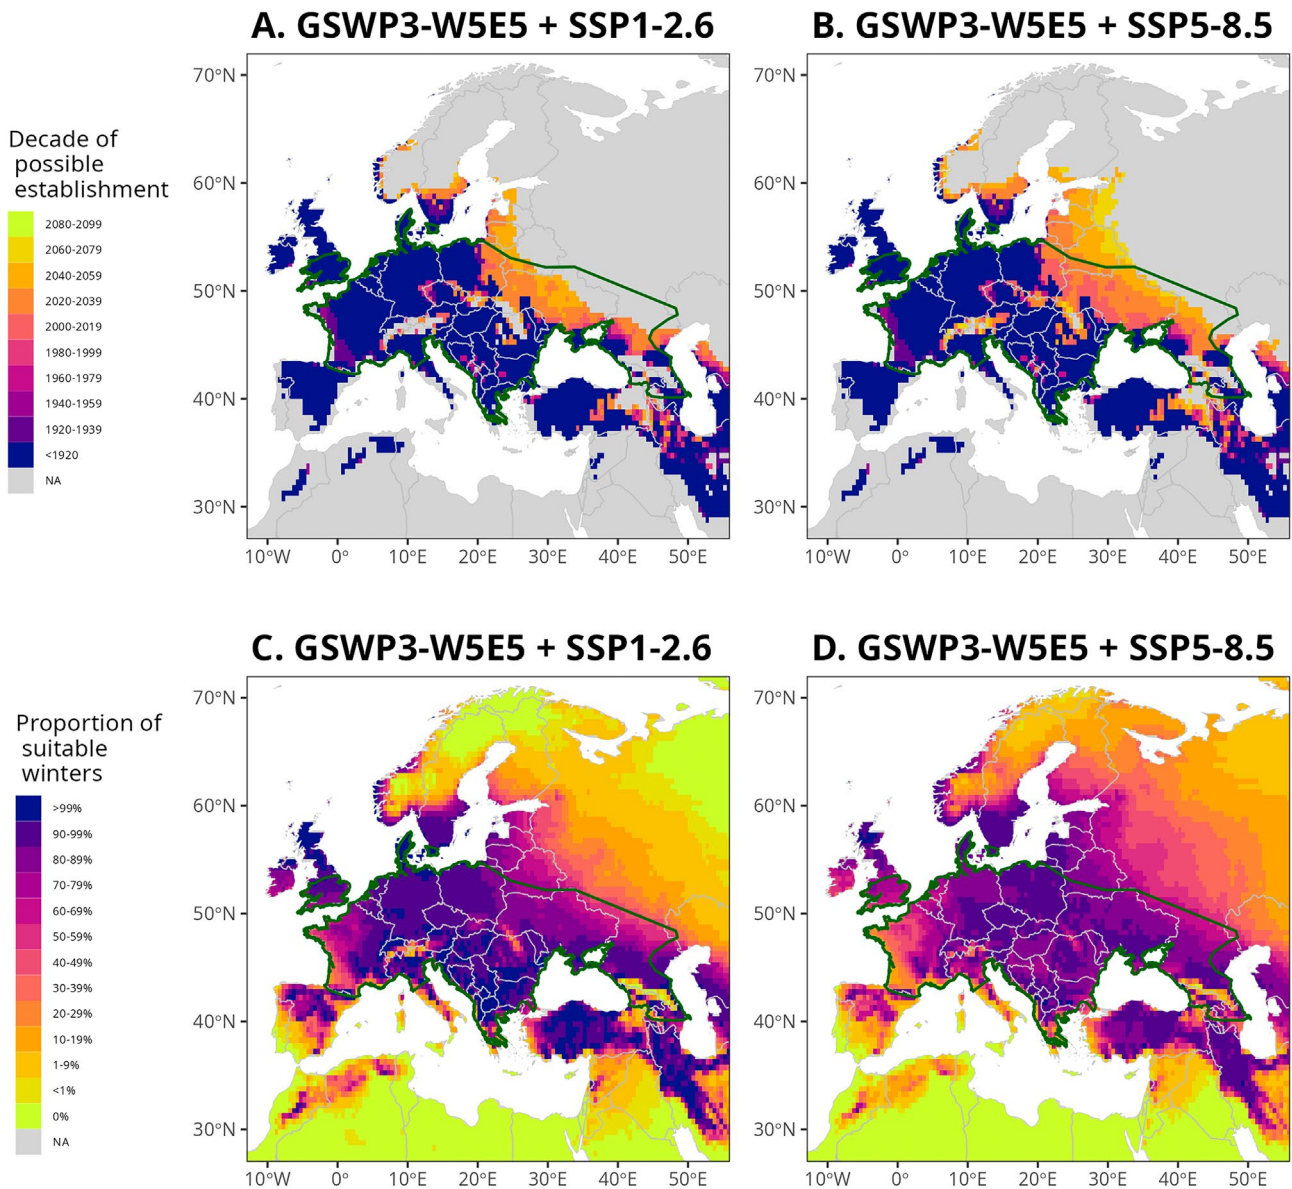 A. GSWP3-W5E5 + SSP1-2.6
B. GSWP3-W5E5 + SSP5-8.5
Decade of
possible
establishment
2080-2099
2060-2079
2040-2059
2020-2039
2000-2019
1980-1999
1960-1979
1940-1959
1920-1939
<1920
NA
70°N
60°N
50°N
40°N
30°N
10°W
0°
10°E
20°E
30°E
40°E
50°E
70°N
60°N
50°N
40°N
30°N
10°W
0°
10°E
20°E
30°E
40°E
50°E
C. GSWP3-W5E5 + SSP1-2.6
D. GSWP3-W5E5 + SSP5-8.5
Proportion of
suitable
winters
>99%
90-99%
80-89%
70-79%
60-69%
50-59%
40-49%
30-39%
20-29%
10-19%
1-9%
<1%
0%
NA
70°N
60°N
50°N
40°N
30°N
10°W
0°
10°E
20°E
30°E
40°E
50°E
70°N
60°N
50°N
40°N
30°N
10°W
0°
10°E
20°E
30°E
40°E
50°E